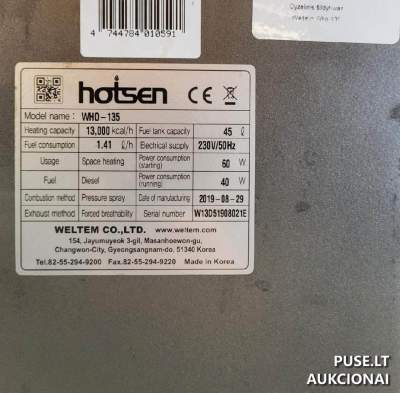 4 744784 010591
Dyzelinis šildytuvas
hotsen CE
Model name : WHO-135
Heating capacity 13,000 kcal/h Fuel tank capacity 45 ℓ
Fuel consumption 1.41 ℓ/h Electrical supply 230V/50Hz
Usage Space heating Power consumption (starting) 60 W
Fuel Diesel Power consumption (running) 40 W
Combustion method Pressure spray Date of manufacturing 2019-08-29
Exhaust method Forced breathability Serial number W13D51908021E
WELTEM CO.,LTD. www.weltem.com
154, Jayumuyeok 3-gil, Masanhoewon-gu,
Changwon-City, Gyeongsangnam-do, 51340 Korea
Tel.82-55-294-9200 Fax.82-55-294-9220 Made in Korea
PUSE.LT
AUKCIONAI